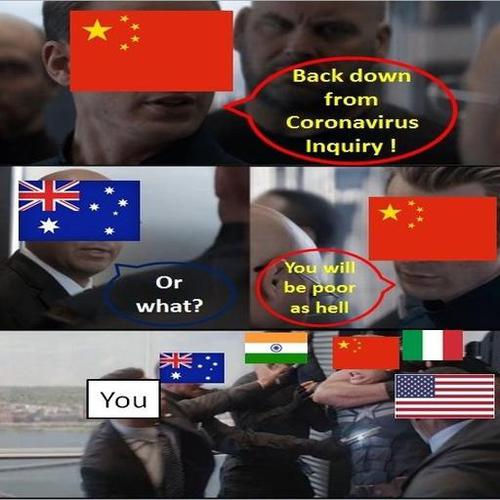 Back down
from
Coronavirus
Inquiry !
Or
what?
You will
be poor
as hell
You